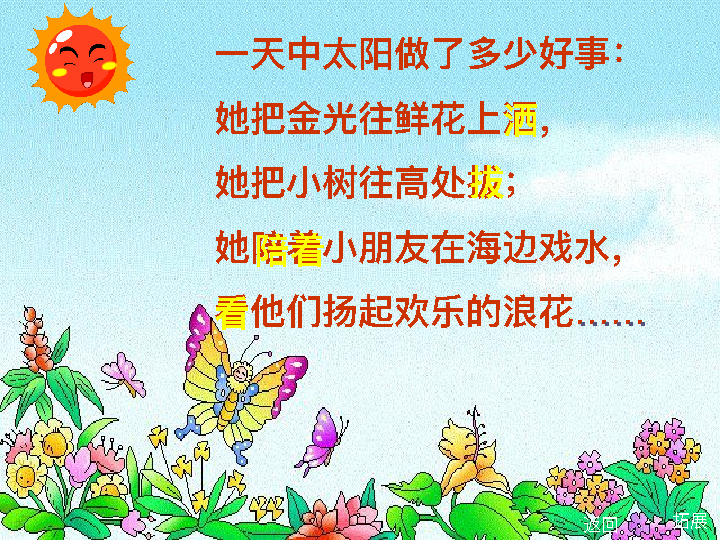 一天中太阳做了多少好事：
她把金光往鲜花上洒，
她把小树往高处拔；
她陪着小朋友在海边戏水，
看他们扬起欢乐的浪花……
返回
拓展